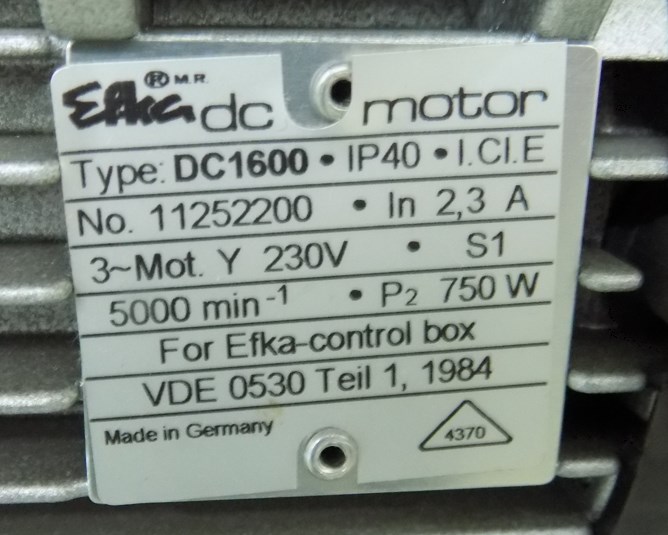 Efka ® M.R. dc motor
Type: DC1600 • IP40 • I.Cl.E
No. 11252200 • In 2,3 A
3~Mot. Y 230V • S1
5000 min⁻¹ • P₂ 750 W
For Efka-control box
VDE 0530 Teil 1, 1984
Made in Germany 4370